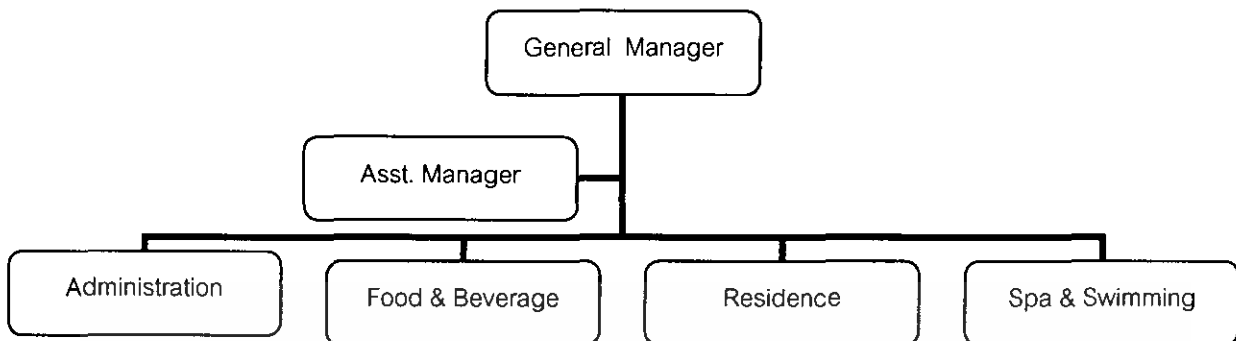 General Manager
Asst. Manager
Administration
Food & Beverage
Residence
Spa & Swimming